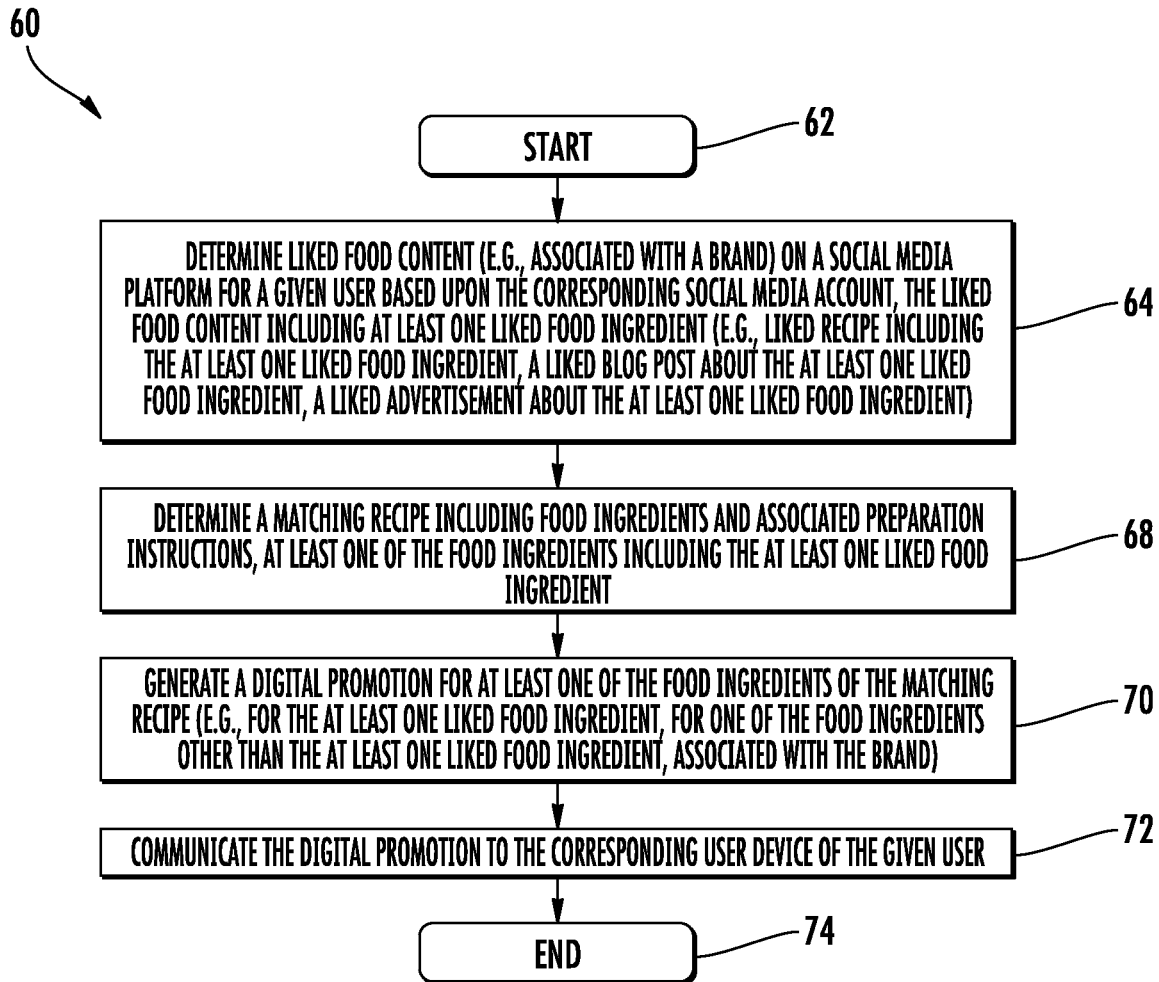 60
START
62
DETERMINE LIKED FOOD CONTENT (E.G., ASSOCIATED WITH A BRAND) ON A SOCIAL MEDIA
PLATFORM FOR A GIVEN USER BASED UPON THE CORRESPONDING SOCIAL MEDIA ACCOUNT, THE LIKED
FOOD CONTENT INCLUDING AT LEAST ONE LIKED FOOD INGREDIENT (E.G., LIKED RECIPE INCLUDING
THE AT LEAST ONE LIKED FOOD INGREDIENT, A LIKED BLOG POST ABOUT THE AT LEAST ONE LIKED
FOOD INGREDIENT, A LIKED ADVERTISEMENT ABOUT THE AT LEAST ONE LIKED FOOD INGREDIENT)
64
DETERMINE A MATCHING RECIPE INCLUDING FOOD INGREDIENTS AND ASSOCIATED PREPARATION
INSTRUCTIONS, AT LEAST ONE OF THE FOOD INGREDIENTS INCLUDING THE AT LEAST ONE LIKED FOOD
INGREDIENT
68
GENERATE A DIGITAL PROMOTION FOR AT LEAST ONE OF THE FOOD INGREDIENTS OF THE MATCHING
RECIPE (E.G., FOR THE AT LEAST ONE LIKED FOOD INGREDIENT, FOR ONE OF THE FOOD INGREDIENTS
OTHER THAN THE AT LEAST ONE LIKED FOOD INGREDIENT, ASSOCIATED WITH THE BRAND)
70
COMMUNICATE THE DIGITAL PROMOTION TO THE CORRESPONDING USER DEVICE OF THE GIVEN USER
72
END
74